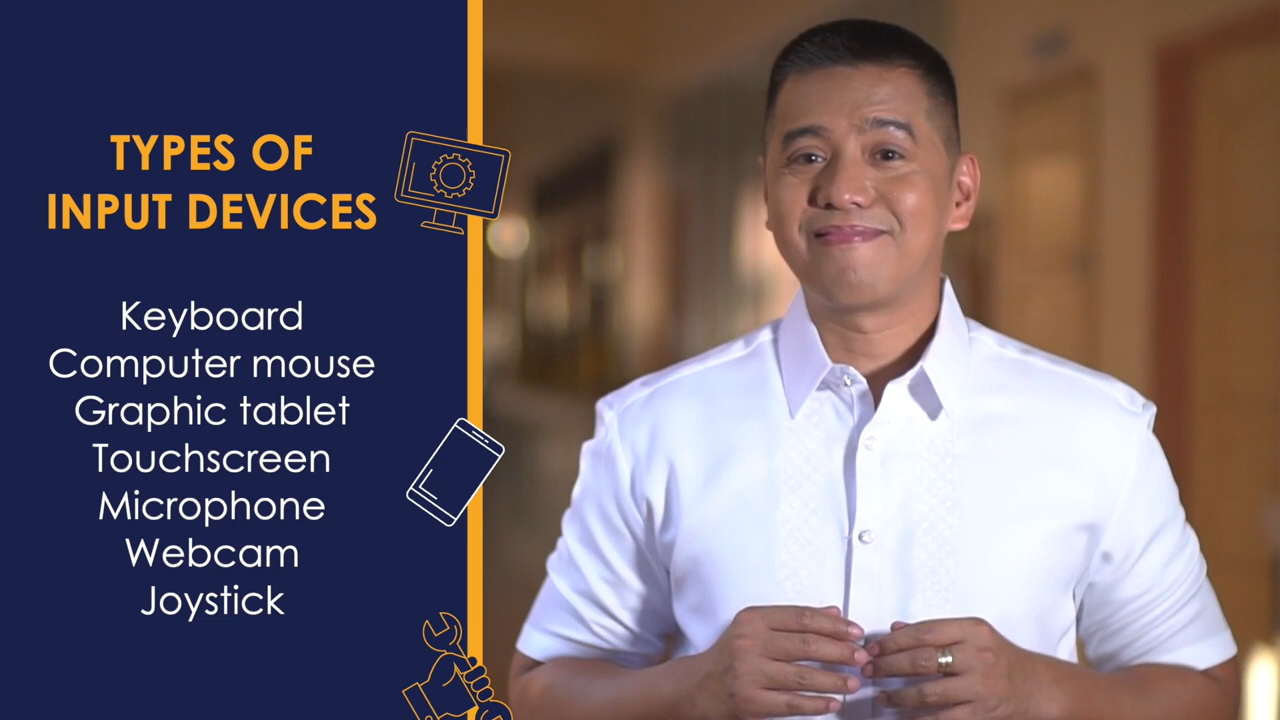 TYPES OF
INPUT DEVICES
Keyboard
Computer mouse
Graphic tablet
Touchscreen
Microphone
Webcam
Joystick